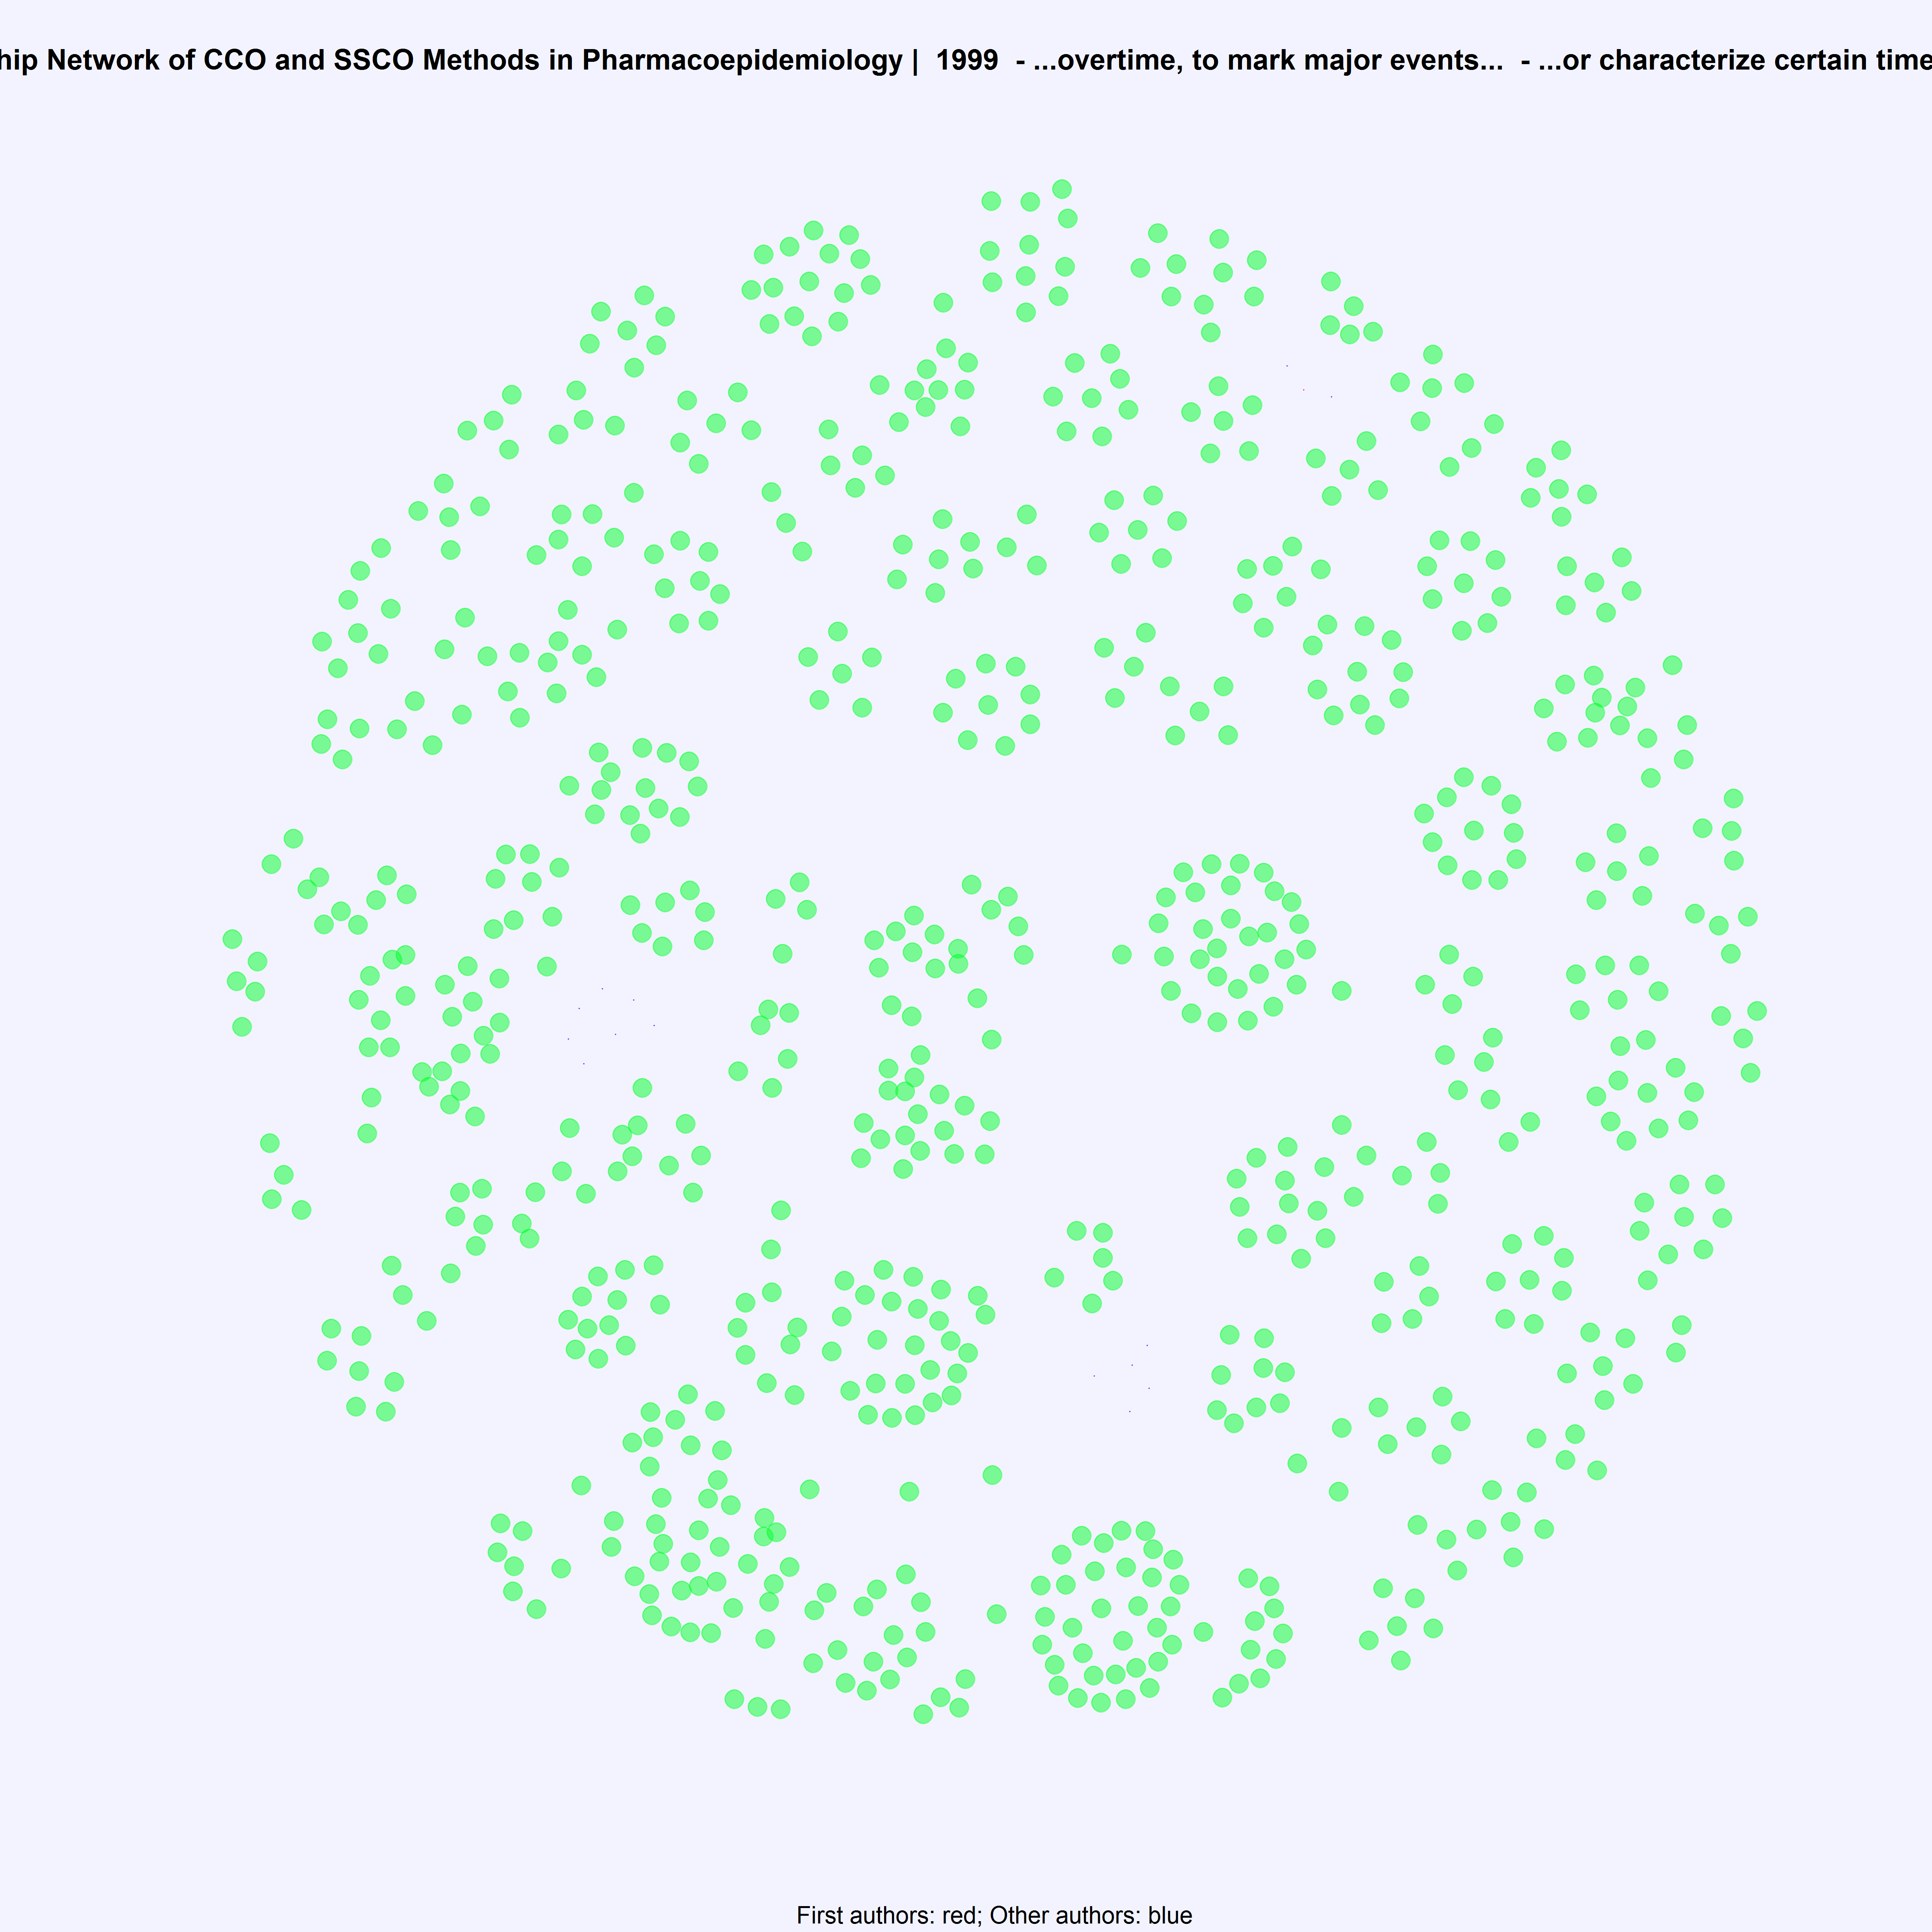 hip Network of CCO and SSCO Methods in Pharmacoepidemiology | 1999 - ...overtime, to mark major events... - ...or characterize certain time
First authors: red; Other authors: blue